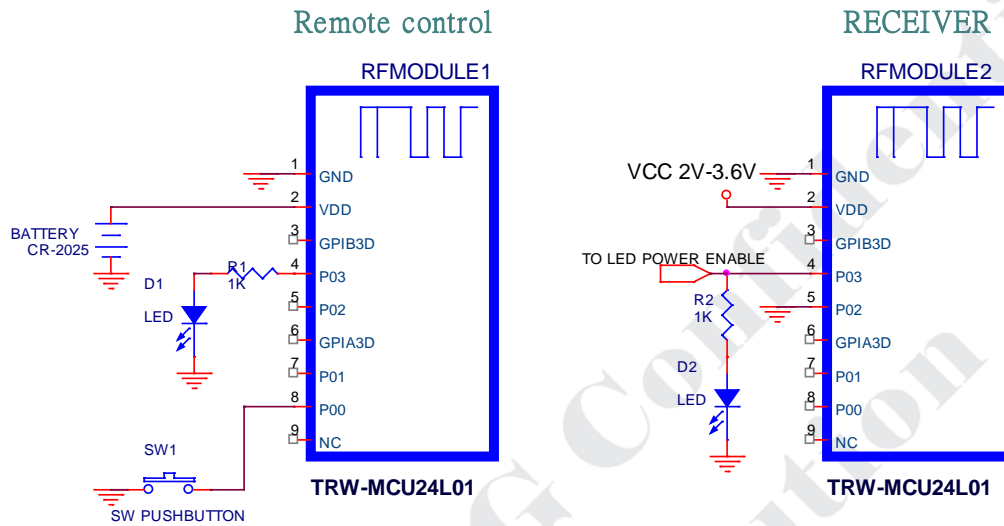 Remote control
RFMODULE1
1
GND
2
VDD
3
GPIB3D
4
P03
5
P02
6
GPIA3D
7
P01
8
P00
9
NC
BATTERY
CR-2025
R1
1K
D1
LED
SW1
SW PUSHBUTTON
TRW-MCU24L01
RECEIVER
RFMODULE2
VCC 2V-3.6V
1
GND
2
VDD
3
GPIB3D
TO LED POWER ENABLE
4
P03
5
P02
6
GPIA3D
7
P01
8
P00
9
NC
R2
1K
D2
LED
TRW-MCU24L01